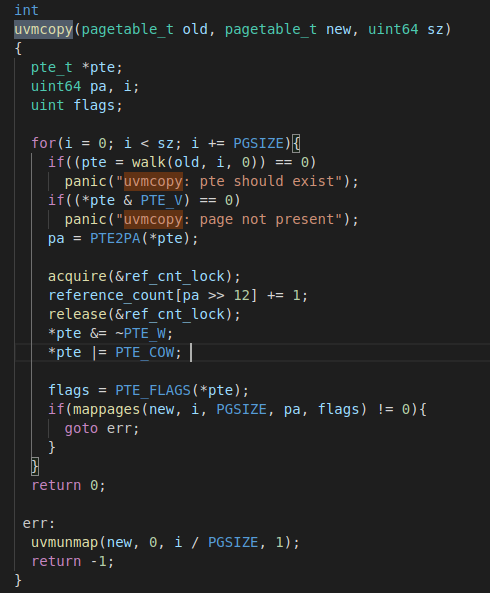 int
uvmcopy(pagetable_t old, pagetable_t new, uint64 sz)
{
  pte_t *pte;
  uint64 pa, i;
  uint flags;

  for(i = 0; i < sz; i += PGSIZE){
    if((pte = walk(old, i, 0)) == 0)
      panic("uvmcopy: pte should exist");
    if((*pte & PTE_V) == 0)
      panic("uvmcopy: page not present");
    pa = PTE2PA(*pte);

    acquire(&ref_cnt_lock);
    reference_count[pa >> 12] += 1;
    release(&ref_cnt_lock);
    *pte &= ~PTE_W;
    *pte |= PTE_COW;

    flags = PTE_FLAGS(*pte);
    if(mappages(new, i, PGSIZE, pa, flags) != 0){
      goto err;
    }
  }
  return 0;

 err:
  uvmunmap(new, 0, i / PGSIZE, 1);
  return -1;
}